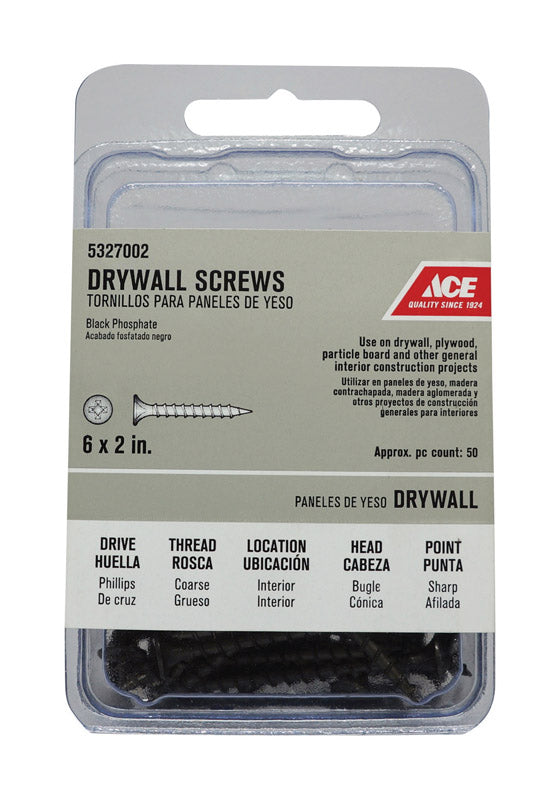 5327002
DRYWALL SCREWS
TORNILLOS PARA PANELES DE YESO
Black Phosphate
Acabado fosfatado negro
ACE
QUALITY SINCE 1924
Use on drywall, plywood,
particle board and other general
interior construction projects
Utilizar en paneles de yeso, madera
contrachapada, madera aglomerada y
otros proyectos de construcción
generales para interiores
6 x 2 in.
Approx. pc count: 50
PANELES DE YESO DRYWALL
DRIVE
HUELLA
Phillips
De cruz
THREAD
ROSCA
Coarse
Grueso
LOCATION
UBICACIÓN
Interior
Interior
HEAD
CABEZA
Bugle
Cónica
POINT
PUNTA
Sharp
Afilada